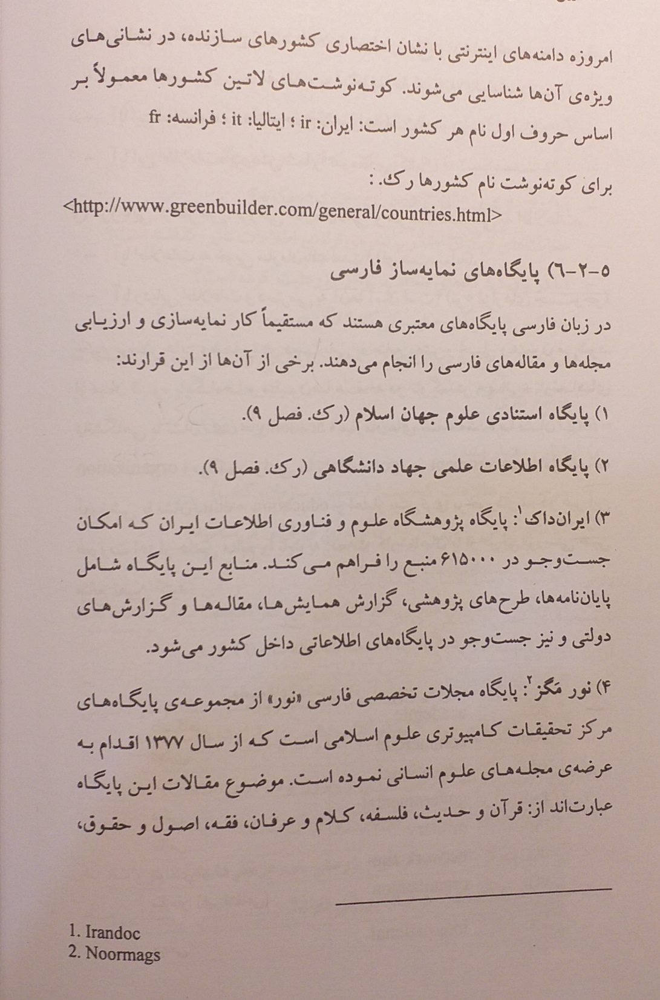 امروزه دامنه‌های اینترنتی با نشان اختصاری کشورهای سازنده، در نشانی‌های
ویژه‌ی آن‌ها شناسایی می‌شوند. کوته‌نوشت‌های لاتین کشورها معمولاً بر
اساس حروف اول نام هر کشور است: ایران: ir ؛ ایتالیا: it ؛ فرانسه: fr
برای کوته‌نوشت نام کشورها رک. :
<http://www.greenbuilder.com/general/countries.html>
۵-۲-۶) پایگاه‌های نمایه‌ساز فارسی
در زبان فارسی پایگاه‌های معتبری هستند که مستقیماً کار نمایه‌سازی و ارزیابی
مجله‌ها و مقاله‌های فارسی را انجام می‌دهند. برخی از آن‌ها از این قرارند:
۱) پایگاه استنادی علوم جهان اسلام (رک. فصل ۹).
۲) پایگاه اطلاعات علمی جهاد دانشگاهی (رک. فصل ۹).
۳) ایران‌داک۱: پایگاه پژوهشگاه علوم و فناوری اطلاعات ایران که امکان
جست‌وجو در ۶۱۵۰۰۰ منبع را فراهم می‌کند. منابع این پایگاه شامل
پایان‌نامه‌ها، طرح‌های پژوهشی، گزارش همایش‌ها، مقاله‌ها و گزارش‌های
دولتی و نیز جست‌وجو در پایگاه‌های اطلاعاتی داخل کشور می‌شود.
۴) نور مَگز۲: پایگاه مجلات تخصصی فارسی «نور» از مجموعه‌ی پایگاه‌های
مرکز تحقیقات کامپیوتری علوم اسلامی است که از سال ۱۳۷۷ اقدام به
عرضه‌ی مجله‌های علوم انسانی نموده است. موضوع مقالات این پایگاه
عبارت‌اند از: قرآن و حدیث، فلسفه، کلام و عرفان، فقه، اصول و حقوق،
1. Irandoc
2. Noormags